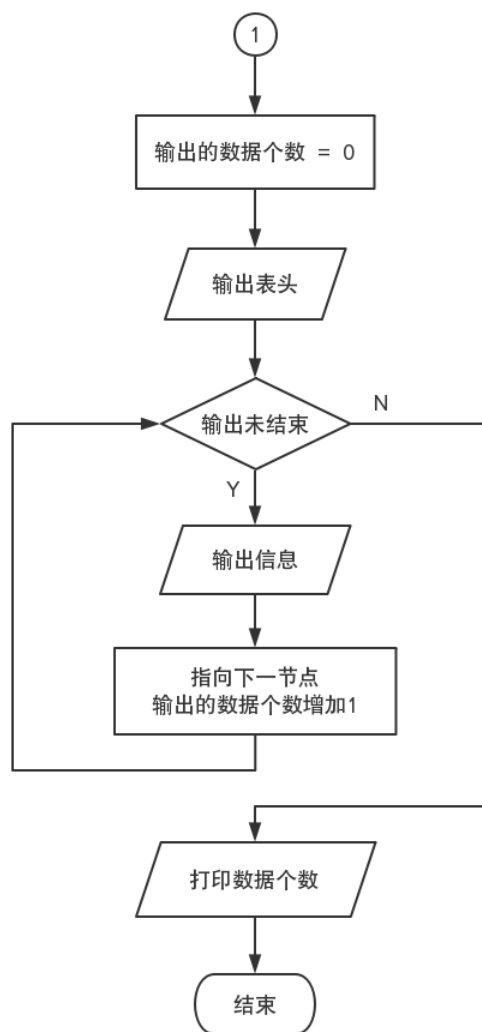 1
输出的数据个数 = 0
输出表头
输出未结束
N
Y
输出信息
指向下一节点
输出的数据个数增加1
打印数据个数
结束